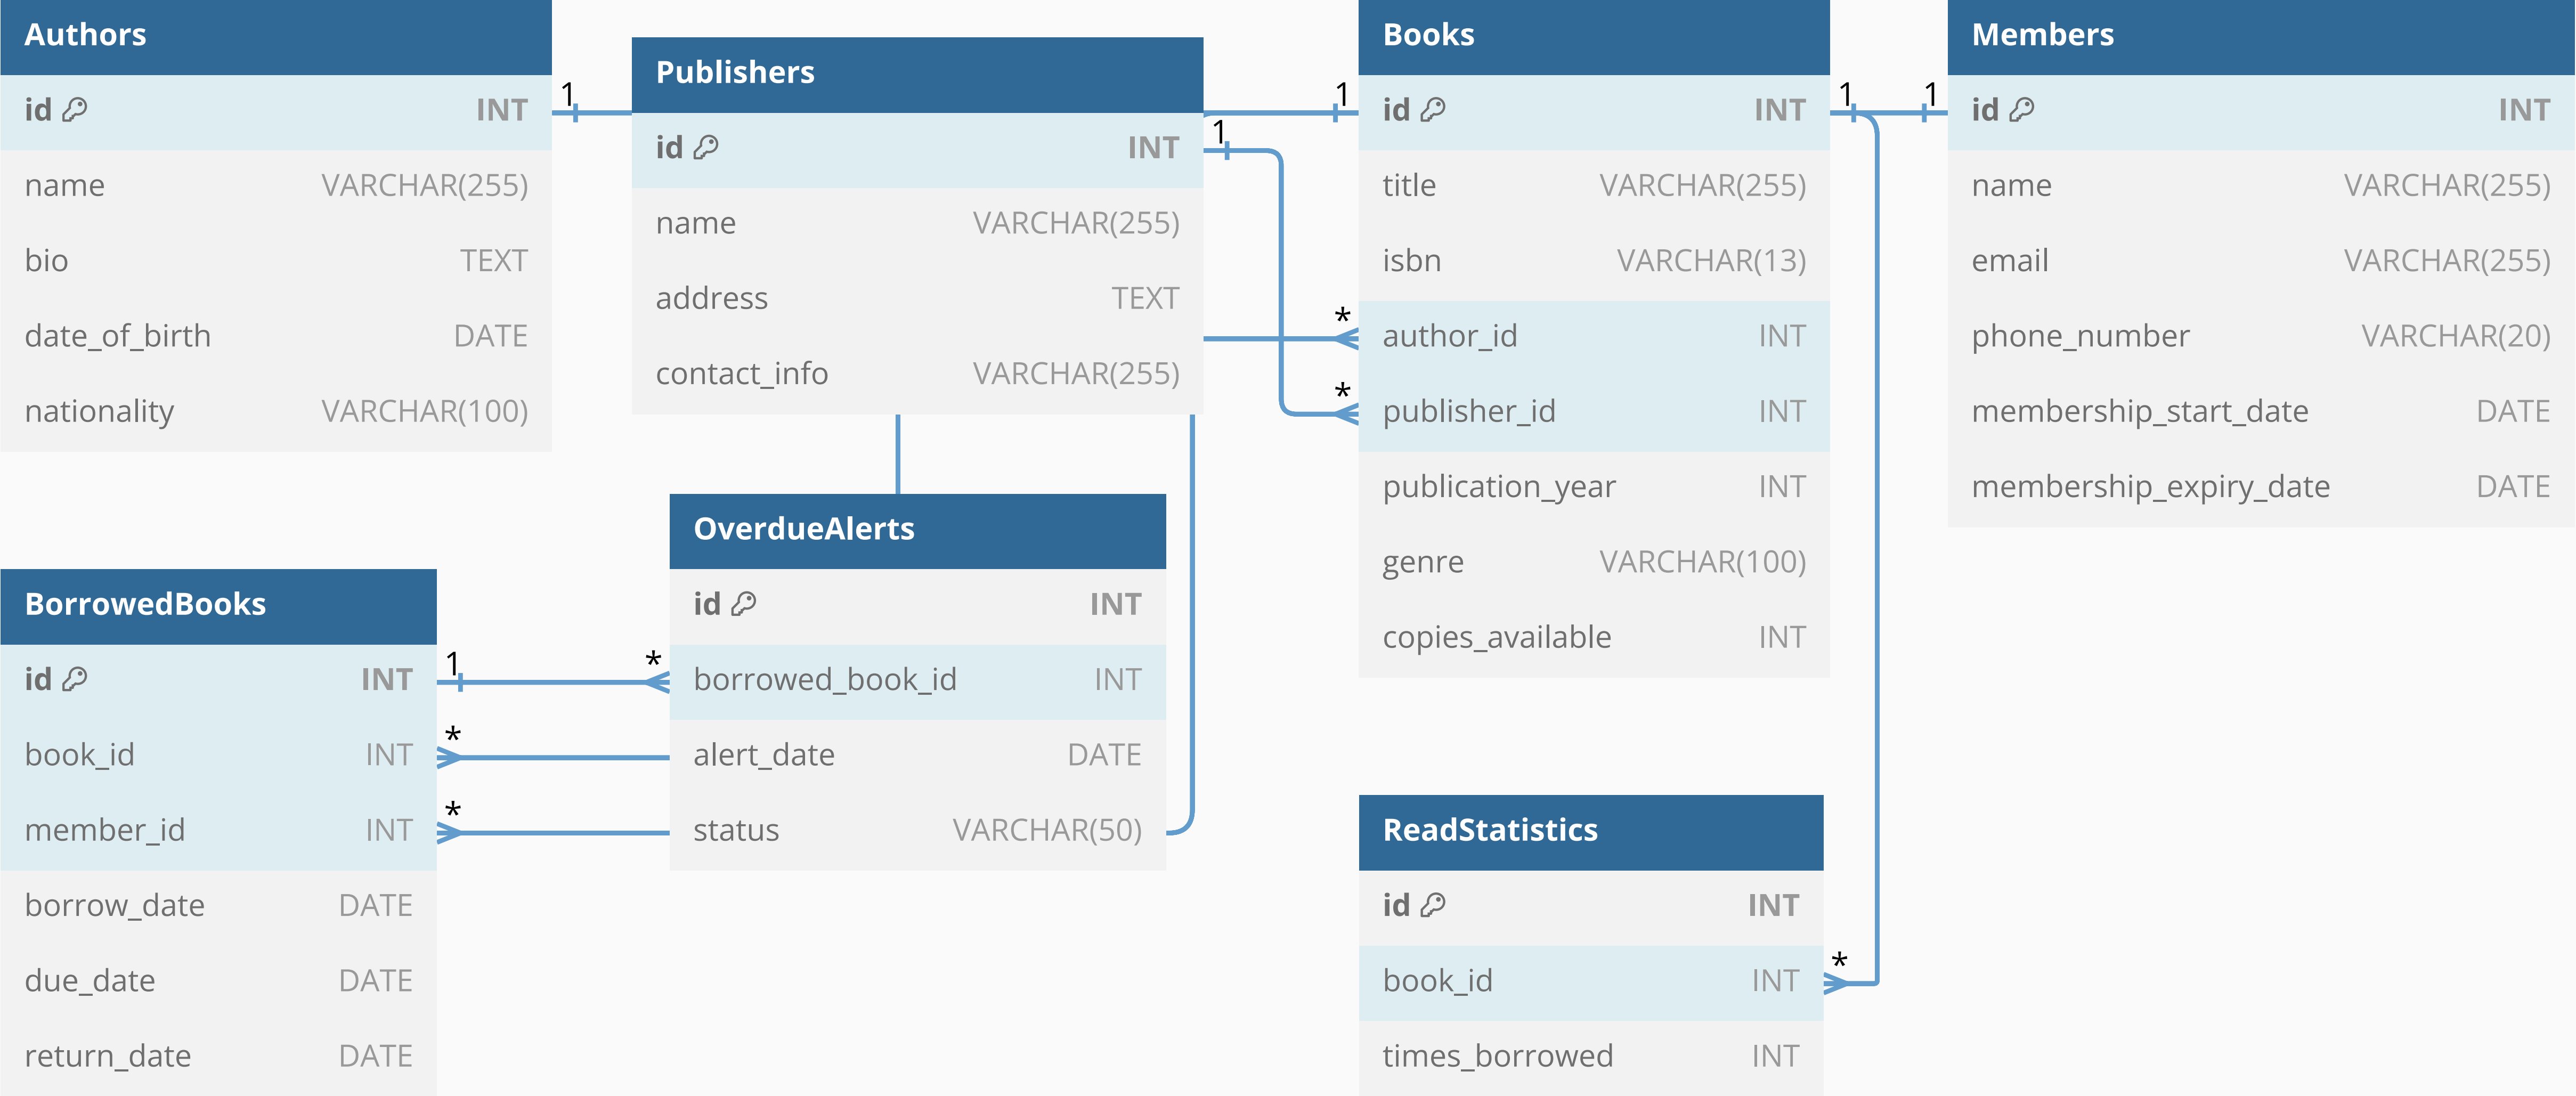 Authors
id INT
name VARCHAR(255)
bio TEXT
date_of_birth DATE
nationality VARCHAR(100)
1
Publishers
id INT
name VARCHAR(255)
address TEXT
contact_info VARCHAR(255)
1
1
*
*
Books
id INT
title VARCHAR(255)
isbn VARCHAR(13)
author_id INT
publisher_id INT
publication_year INT
genre VARCHAR(100)
copies_available INT
1
1
Members
id INT
name VARCHAR(255)
email VARCHAR(255)
phone_number VARCHAR(20)
membership_start_date DATE
membership_expiry_date DATE
BorrowedBooks
id INT
book_id INT
member_id INT
borrow_date DATE
due_date DATE
return_date DATE
1
*
*
*
OverdueAlerts
id INT
borrowed_book_id INT
alert_date DATE
status VARCHAR(50)
ReadStatistics
id INT
book_id INT
times_borrowed INT
*